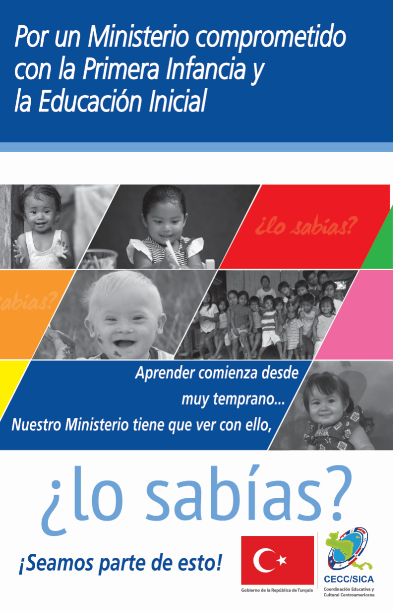 Por un Ministerio comprometido
con la Primera Infancia y
la Educación Inicial
¿lo sabías?
sabías?
Aprender comienza desde
muy temprano...
Nuestro Ministerio tiene que ver con ello,
¿lo sabías?
¡Seamos parte de esto!
Gobierno de la República de Turquía
CECC/SICA
Coordinación Educativa y
Cultural Centroamericana